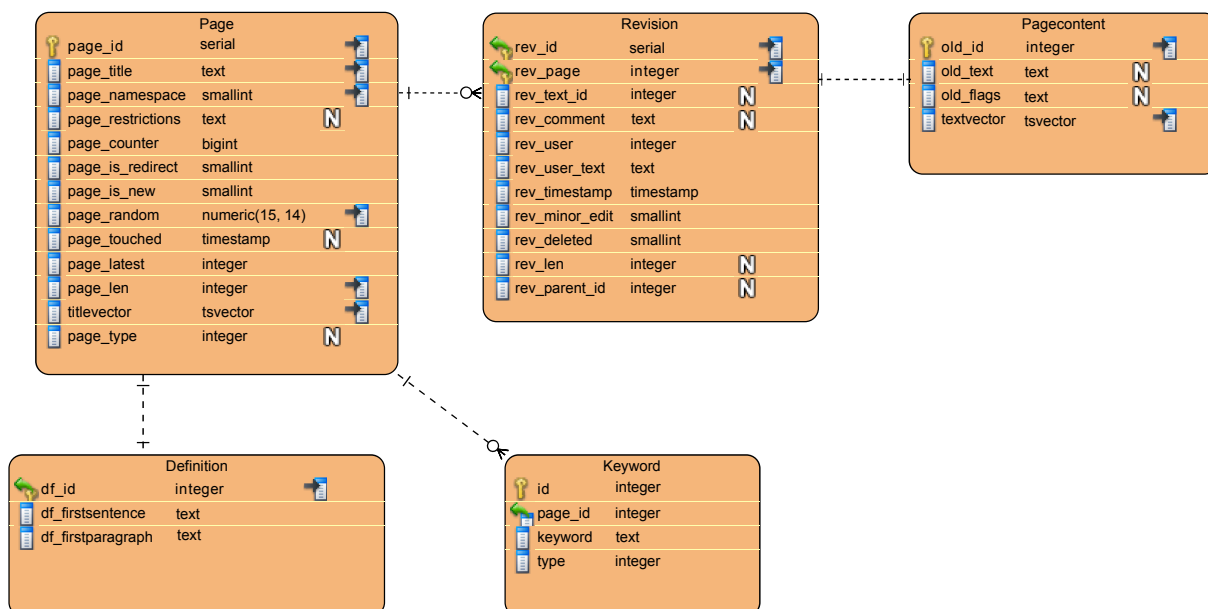 Page
page_id serial
page_title text
page_namespace smallint
page_restrictions text N
page_counter bigint
page_is_redirect smallint
page_is_new smallint
page_random numeric(15, 14)
page_touched timestamp N
page_latest integer
page_len integer
titlevector tsvector
page_type integer N
Revision
rev_id serial
rev_page integer
rev_text_id integer N
rev_comment text N
rev_user integer
rev_user_text text
rev_timestamp timestamp
rev_minor_edit smallint
rev_deleted smallint
rev_len integer N
rev_parent_id integer N
Pagecontent
old_id integer
old_text text N
old_flags text N
textvector tsvector
Definition
df_id integer
df_firstsentence text
df_firstparagraph text
Keyword
id integer
page_id integer
keyword text
type integer